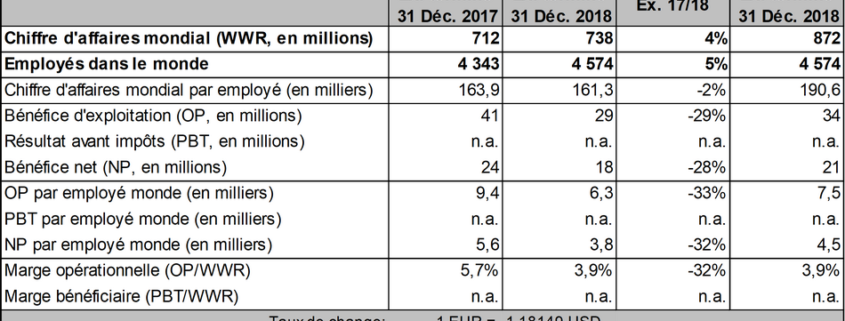 31 Déc. 2017 31 Déc. 2018 Ex. 17/18 31 Déc. 2018
Chiffre d'affaires mondial (WWR, en millions) 712 738 4% 872
Employés dans le monde 4 343 4 574 5% 4 574
Chiffre d'affaires mondial par employé (en milliers) 163,9 161,3 -2% 190,6
Bénéfice d'exploitation (OP, en millions) 41 29 -29% 34
Résultat avant impôts (PBT, en millions) n.a. n.a. n.a. n.a.
Bénéfice net (NP, en millions) 24 18 -28% 21
OP par employé monde (en milliers) 9,4 6,3 -33% 7,5
PBT par employé monde (en milliers) n.a. n.a. n.a. n.a.
NP par employé monde (en milliers) 5,6 3,8 -32% 4,5
Marge opérationnelle (OP/WWR) 5,7% 3,9% -32% 3,9%
Marge bénéficiaire (PBT/WWR) n.a. n.a. n.a. n.a.
Taux de change: 1 EUR = 1,18149 USD